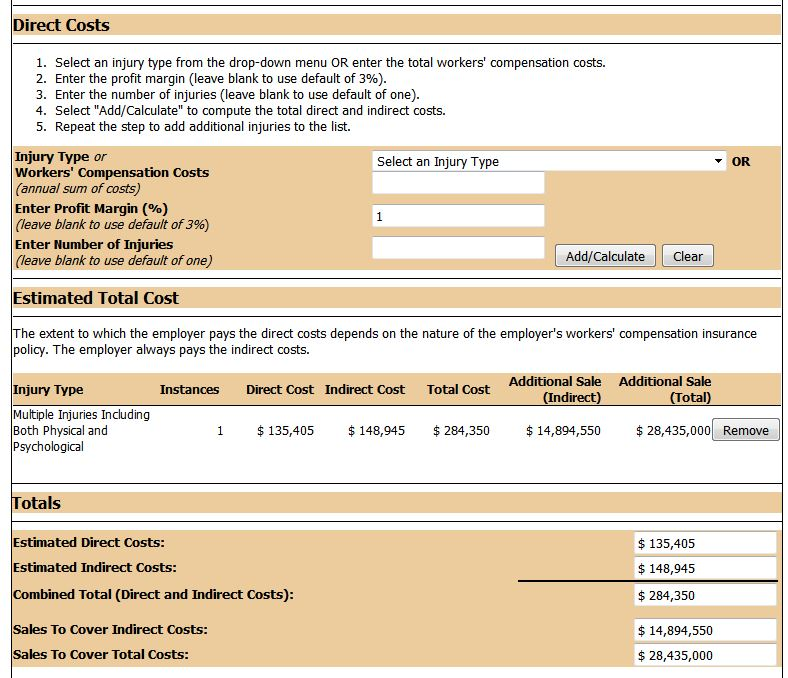 Direct Costs
1. Select an injury type from the drop-down menu OR enter the total workers' compensation costs.
2. Enter the profit margin (leave blank to use default of 3%).
3. Enter the number of injuries (leave blank to use default of one).
4. Select "Add/Calculate" to compute the total direct and indirect costs.
5. Repeat the step to add additional injuries to the list.
Injury Type or
Select an Injury Type OR
Workers' Compensation Costs
(annual sum of costs)
Enter Profit Margin (%)
1
(leave blank to use default of 3%)
Enter Number of Injuries
(leave blank to use default of one)
Add/Calculate Clear
Estimated Total Cost
The extent to which the employer pays the direct costs depends on the nature of the employer's workers' compensation insurance
policy. The employer always pays the indirect costs.
Injury Type Instances Direct Cost Indirect Cost Total Cost Additional Sale (Indirect) Additional Sale (Total)
Multiple Injuries Including
Both Physical and 1 $ 135,405 $ 148,945 $ 284,350 $ 14,894,550 $ 28,435,000 Remove
Psychological
Totals
Estimated Direct Costs: $ 135,405
Estimated Indirect Costs: $ 148,945
Combined Total (Direct and Indirect Costs): $ 284,350
Sales To Cover Indirect Costs: $ 14,894,550
Sales To Cover Total Costs: $ 28,435,000